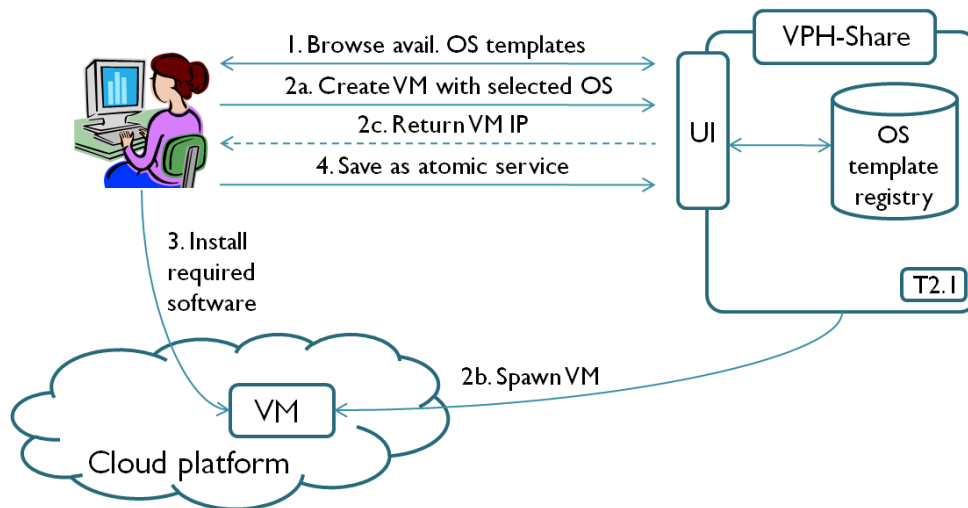 1. Browse avail. OS templates
2a. Create VM with selected OS
2c. Return VM IP
4. Save as atomic service
VPH-Share
UI
OS
template
registry
T2.1
3. Install
required
software
2b. Spawn VM
VM
Cloud platform